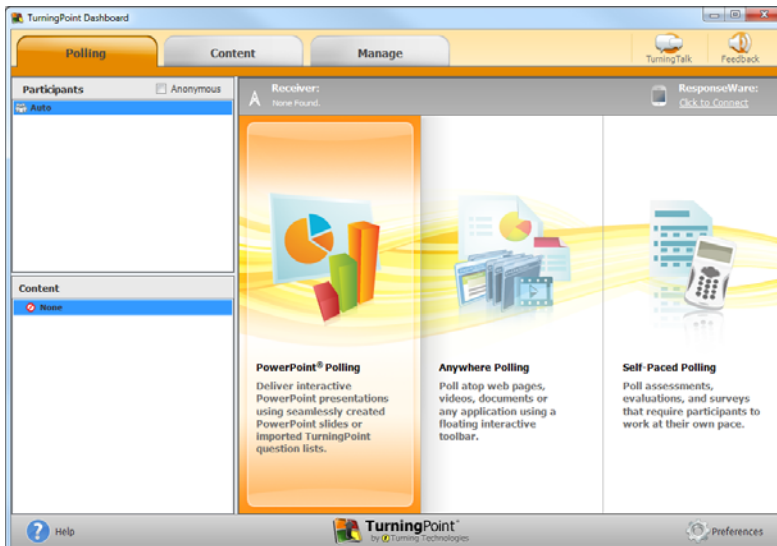 TurningPoint Dashboard
Polling
Content
Manage
TurningTalk
Feedback
Participants
Anonymous
Auto
Receiver:
None Found.
ResponseWare:
Click to Connect
Content
None
PowerPoint® Polling
Deliver interactive
PowerPoint presentations
using seamlessly created
PowerPoint slides or
imported TurningPoint
question lists.
Anywhere Polling
Poll atop web pages,
videos, documents or
any application using a
floating interactive
toolbar.
Self-Paced Polling
Poll assessments,
evaluations, and surveys
that require participants to
work at their own pace.
Help
TurningPoint
by Turning Technologies
Preferences